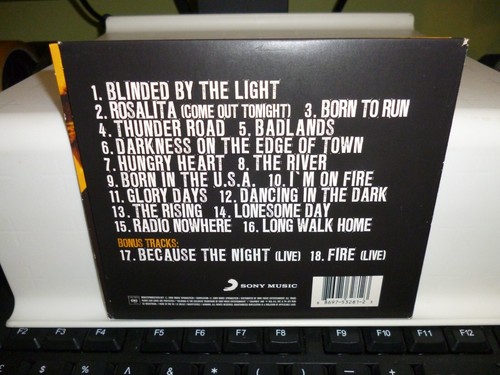 1. BLINDED BY THE LIGHT
2. ROSALITA (COME OUT TONIGHT) 3. BORN TO RUN
4. THUNDER ROAD 5. BADLANDS
6. DARKNESS ON THE EDGE OF TOWN
7. HUNGRY HEART 8. THE RIVER
9. BORN IN THE U.S.A. 10. I'M ON FIRE
11. GLORY DAYS 12. DANCING IN THE DARK
13. THE RISING 14. LONESOME DAY
15. RADIO NOWHERE 16. LONG WALK HOME
BONUS TRACKS:
17. BECAUSE THE NIGHT (LIVE) 18. FIRE (LIVE)
SONY MUSIC
8 8697-53281-2
F2 F3 F4 F5 F6 F7 F8 F9 F10 F11 F12
£ $ % ^ & * ( ) _ +